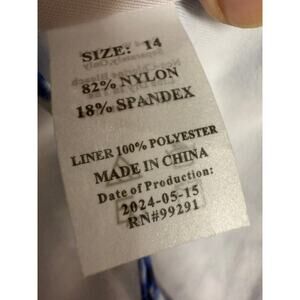 SIZE: 14
82% NYLON
18% SPANDEX
LINER 100% POLYESTER
MADE IN CHINA
Date of Production:
2024-05-15
RN#99291